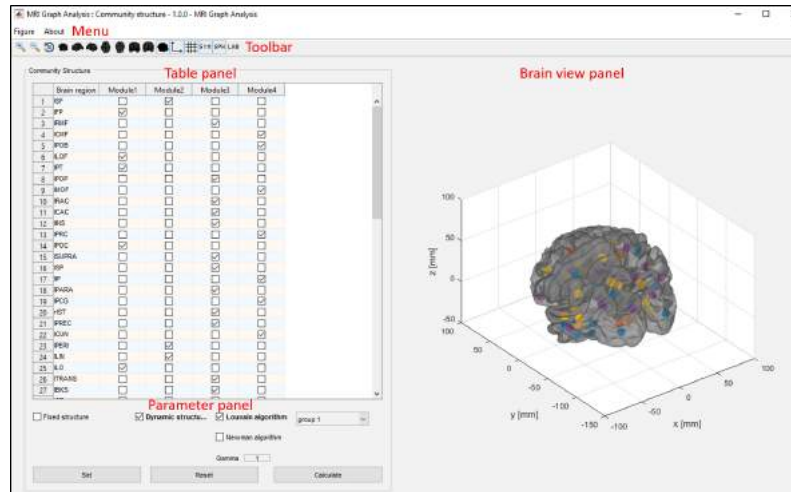 MRI Graph Analysis : Community structure - 1.0.0 - MRI Graph Analysis
Figure About Menu
SYM SPH LAB Toolbar
Community Structure
Table panel
Brain view panel
Brain region Module1 Module2 Module3 Module4
1 lSF
2 lFP
3 lRMF
4 lCMF
5 lPOB
6 lLOF
7 lPT
8 lPOP
9 lMOF
10 lRAC
11 lCAC
12 lINS
13 lPRC
14 lPOC
15 lSUPRA
16 lSP
17 lIP
18 lPARA
19 lPCG
20 rIST
21 lPREC
22 lCUN
23 lPERI
24 lLIN
25 lLO
26 lTRANS
27 lBKS
Parameter panel
Fixed structure Dynamic structu... Louvain algorithm group 1
Newman algorithm
Gamma 1
Set Reset Calculate
100
50
0
-50
z [mm]
100
50
0
-50
-100
-150
y [mm]
-100
-50
0
50
100
x [mm]